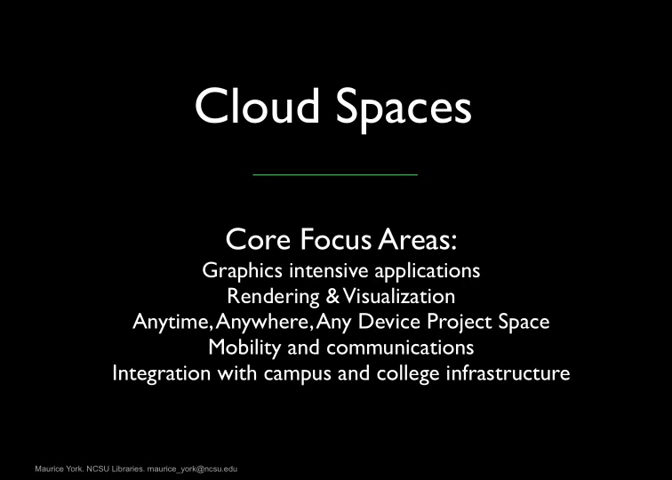 Cloud Spaces
Core Focus Areas:
Graphics intensive applications
Rendering & Visualization
Anytime, Anywhere, Any Device Project Space
Mobility and communications
Integration with campus and college infrastructure
Maurice York. NCSU Libraries. maurice_york@ncsu.edu